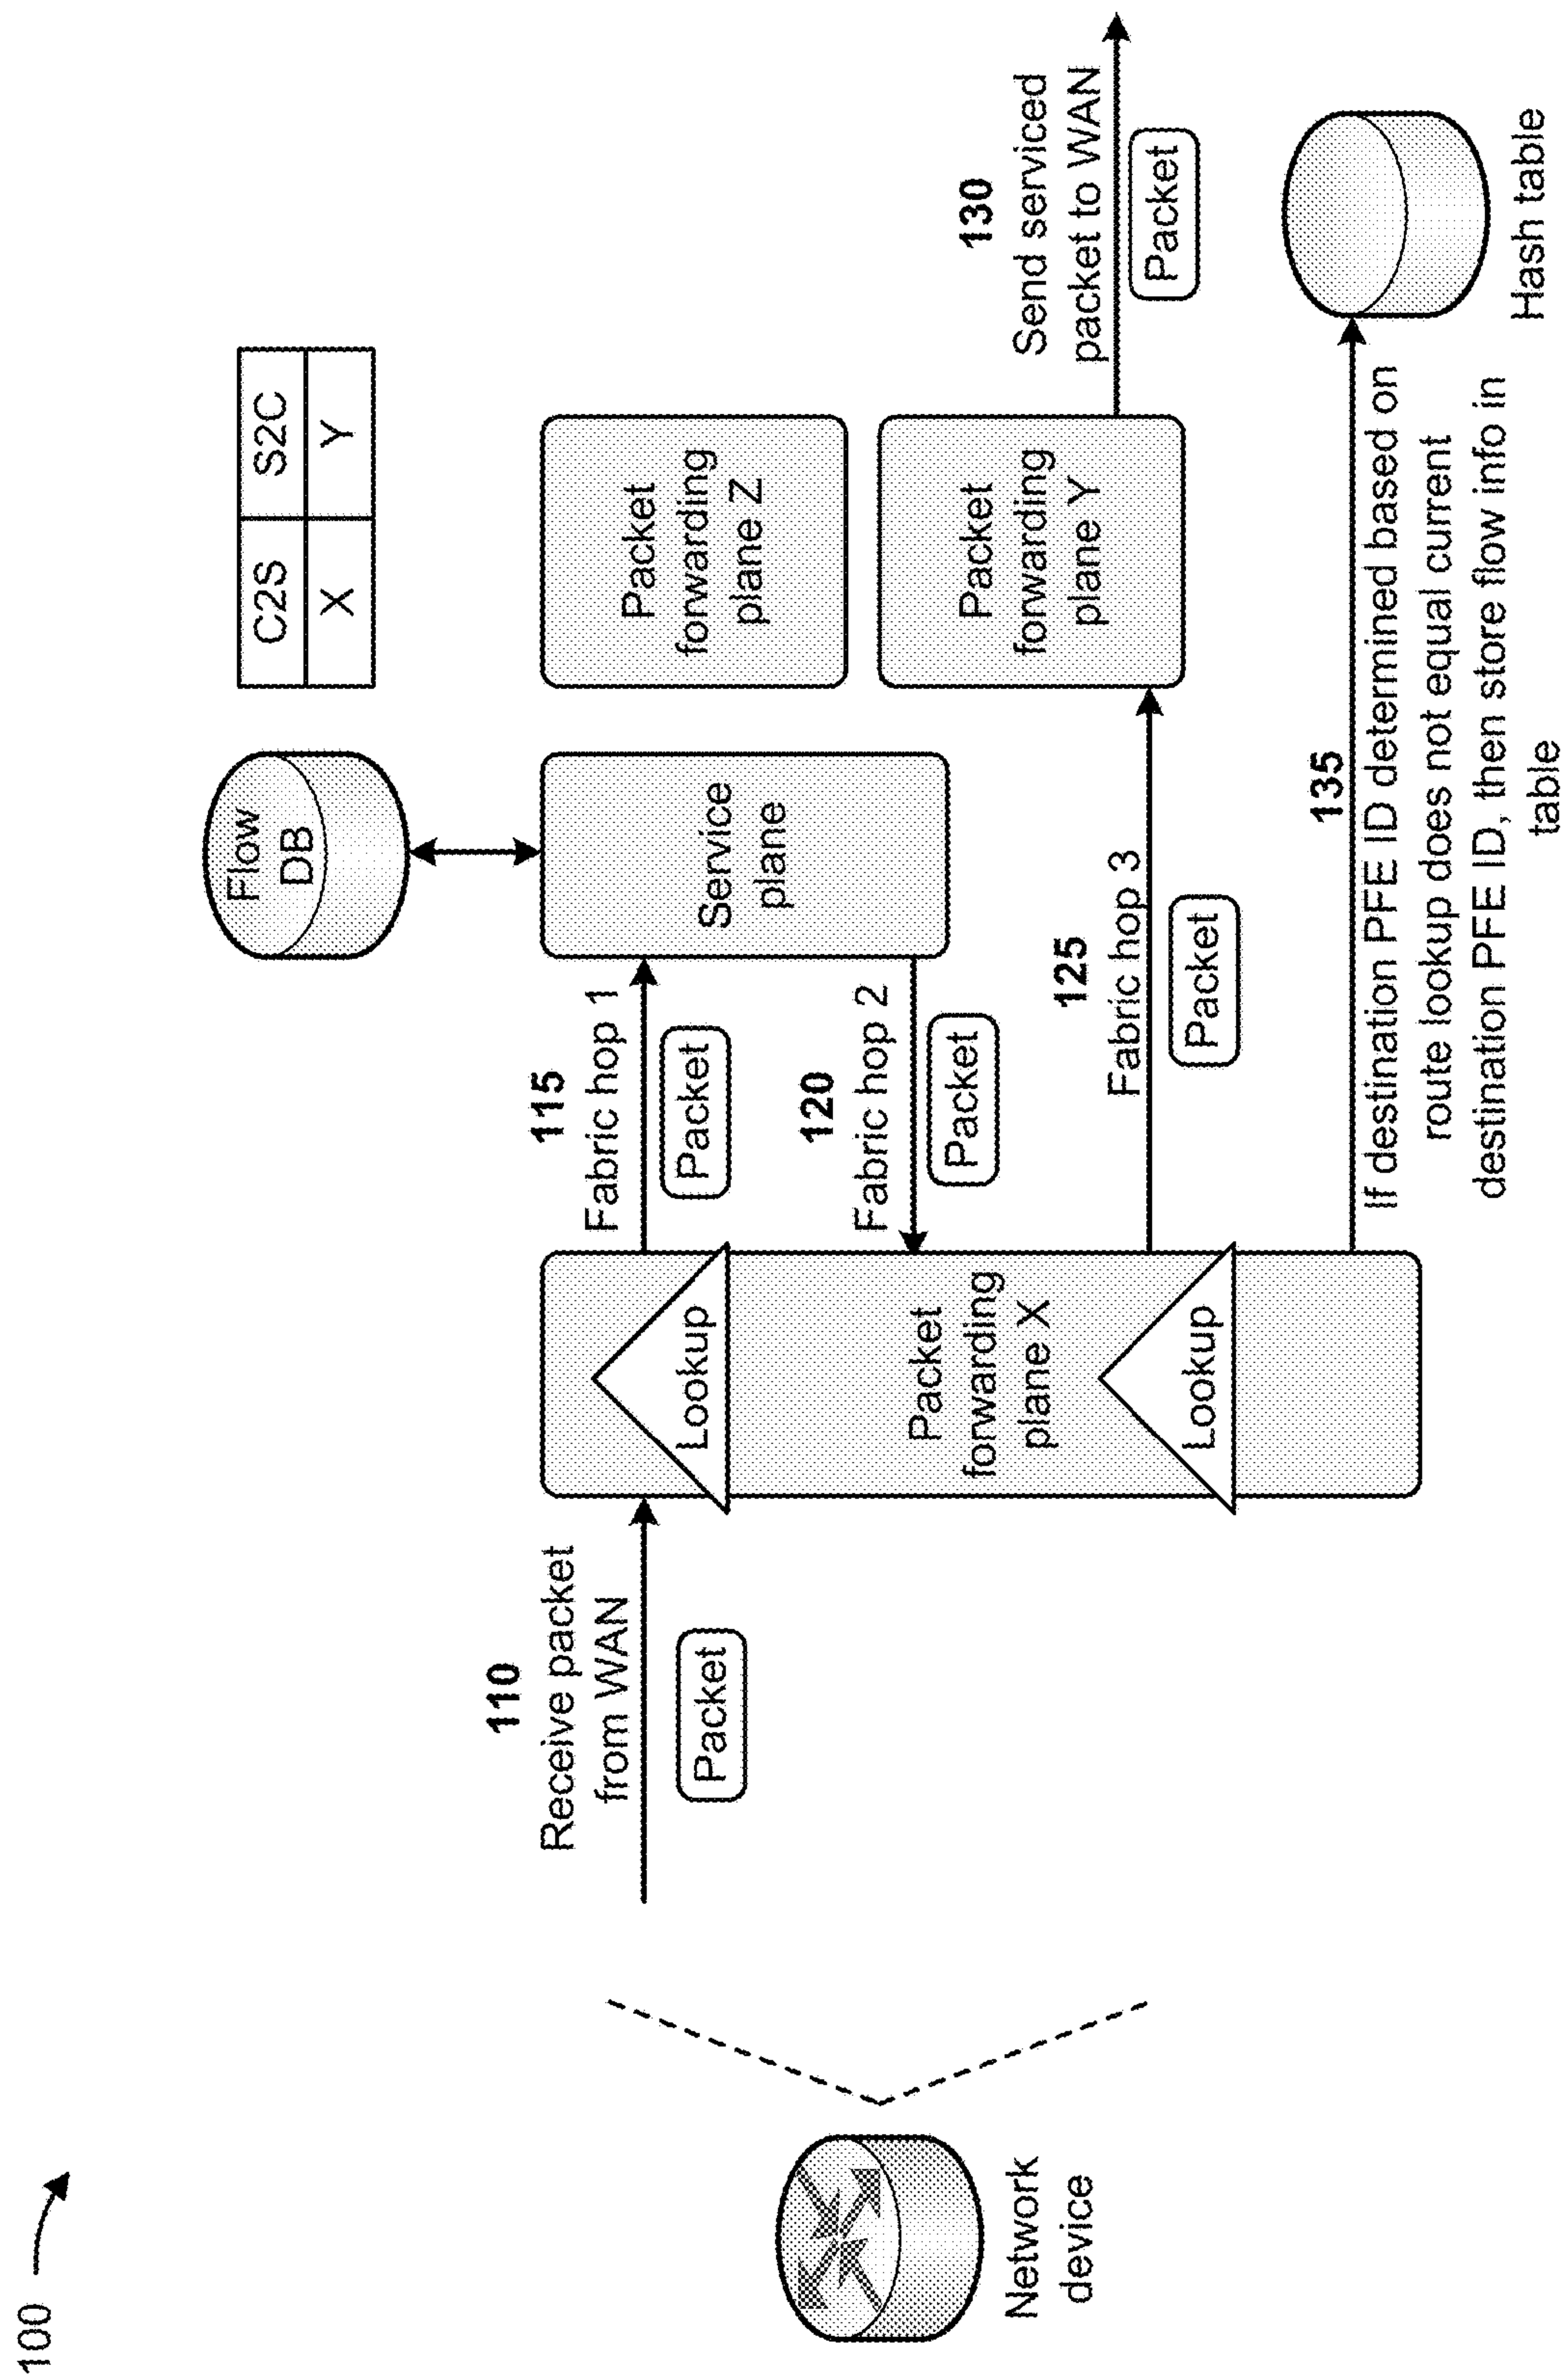 100
Flow
DB
C2S S2C
X Y
110
Receive packet
from WAN
Packet
Lookup
115
Fabric hop 1
Packet
Service
plane
Packet
forwarding
plane Z
120
Fabric hop 2
Packet
Packet
forwarding
plane X
Network
device
125
Fabric hop 3
Packet
Packet
forwarding
plane Y
130
Send serviced
packet to WAN
Packet
Lookup
135
If destination PFE ID determined based on
route lookup does not equal current
destination PFE ID, then store flow info in
table
Hash table